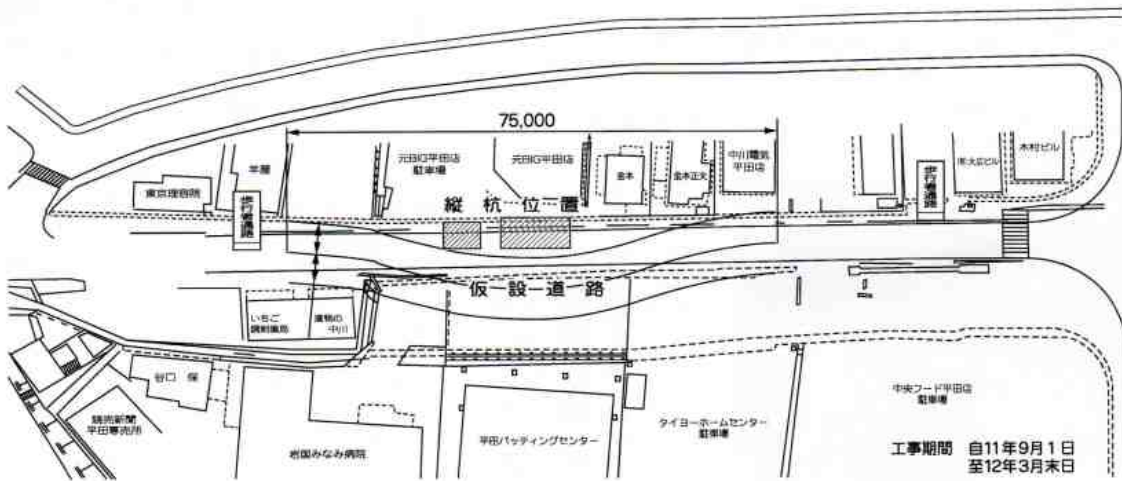 75,000
元BIG平田店
駐車場
元BIG平田店
金本
金本正夫
中川電気
平田店
(有)大広ビル
木村ビル
東京理容院
歩行者通路
歩行者通路
縦杭位置
仮設道路
いちご
調剤薬局
中川
谷口 保
読売新聞
平田専売所
岩国みなみ病院
平田バッティングセンター
タイヨーホームセンター
駐車場
中央フード平田店
駐車場
工事期間 自11年9月1日
至12年3月末日